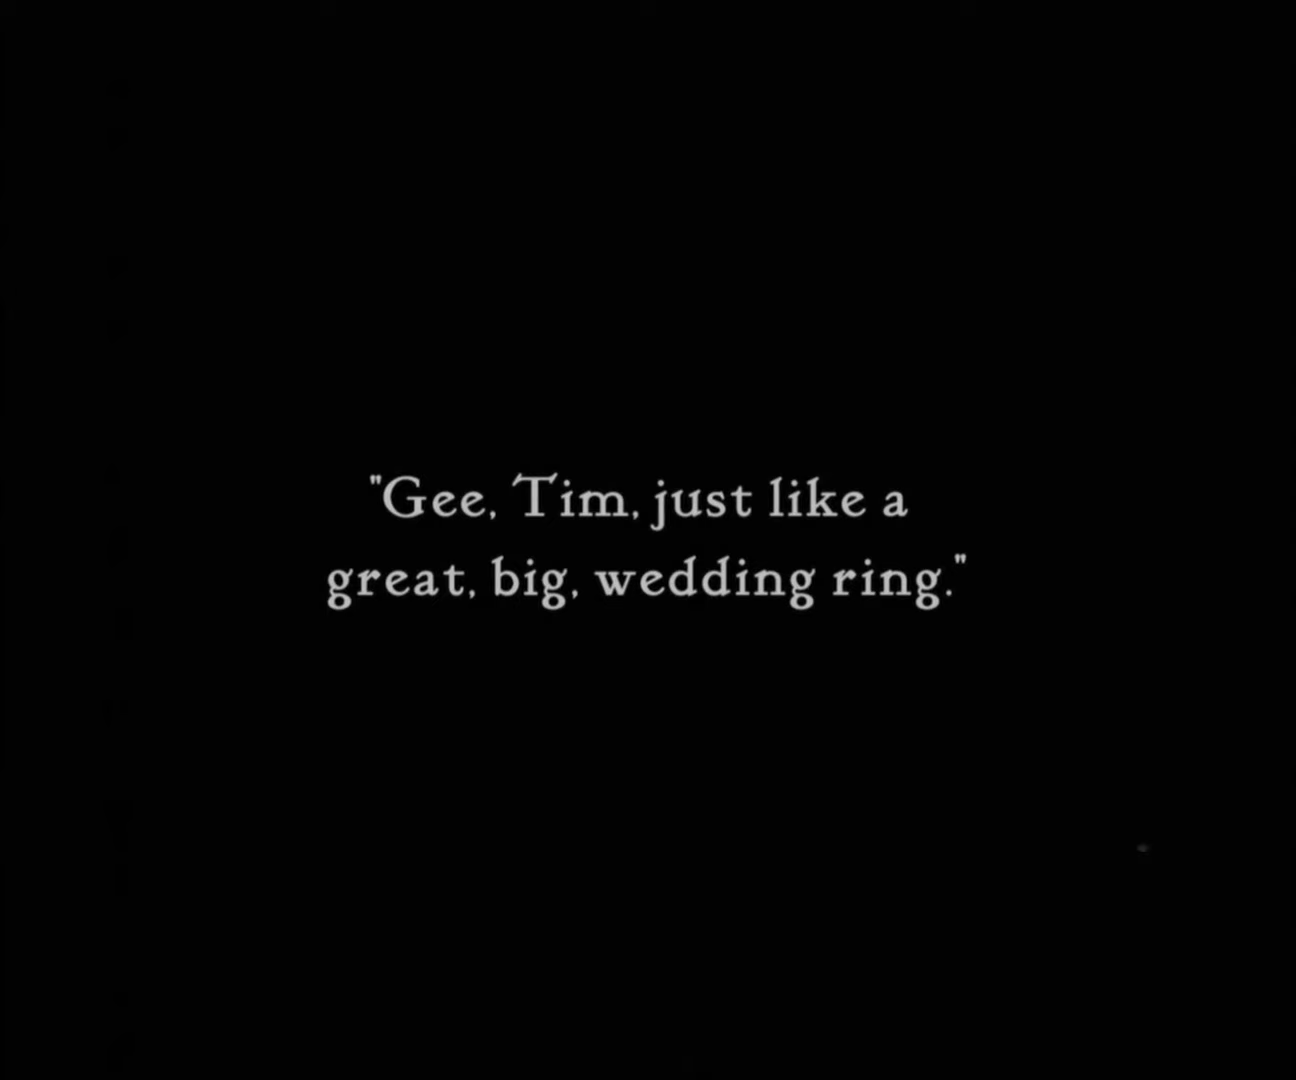 "Gee, Tim, just like a
great, big, wedding ring."